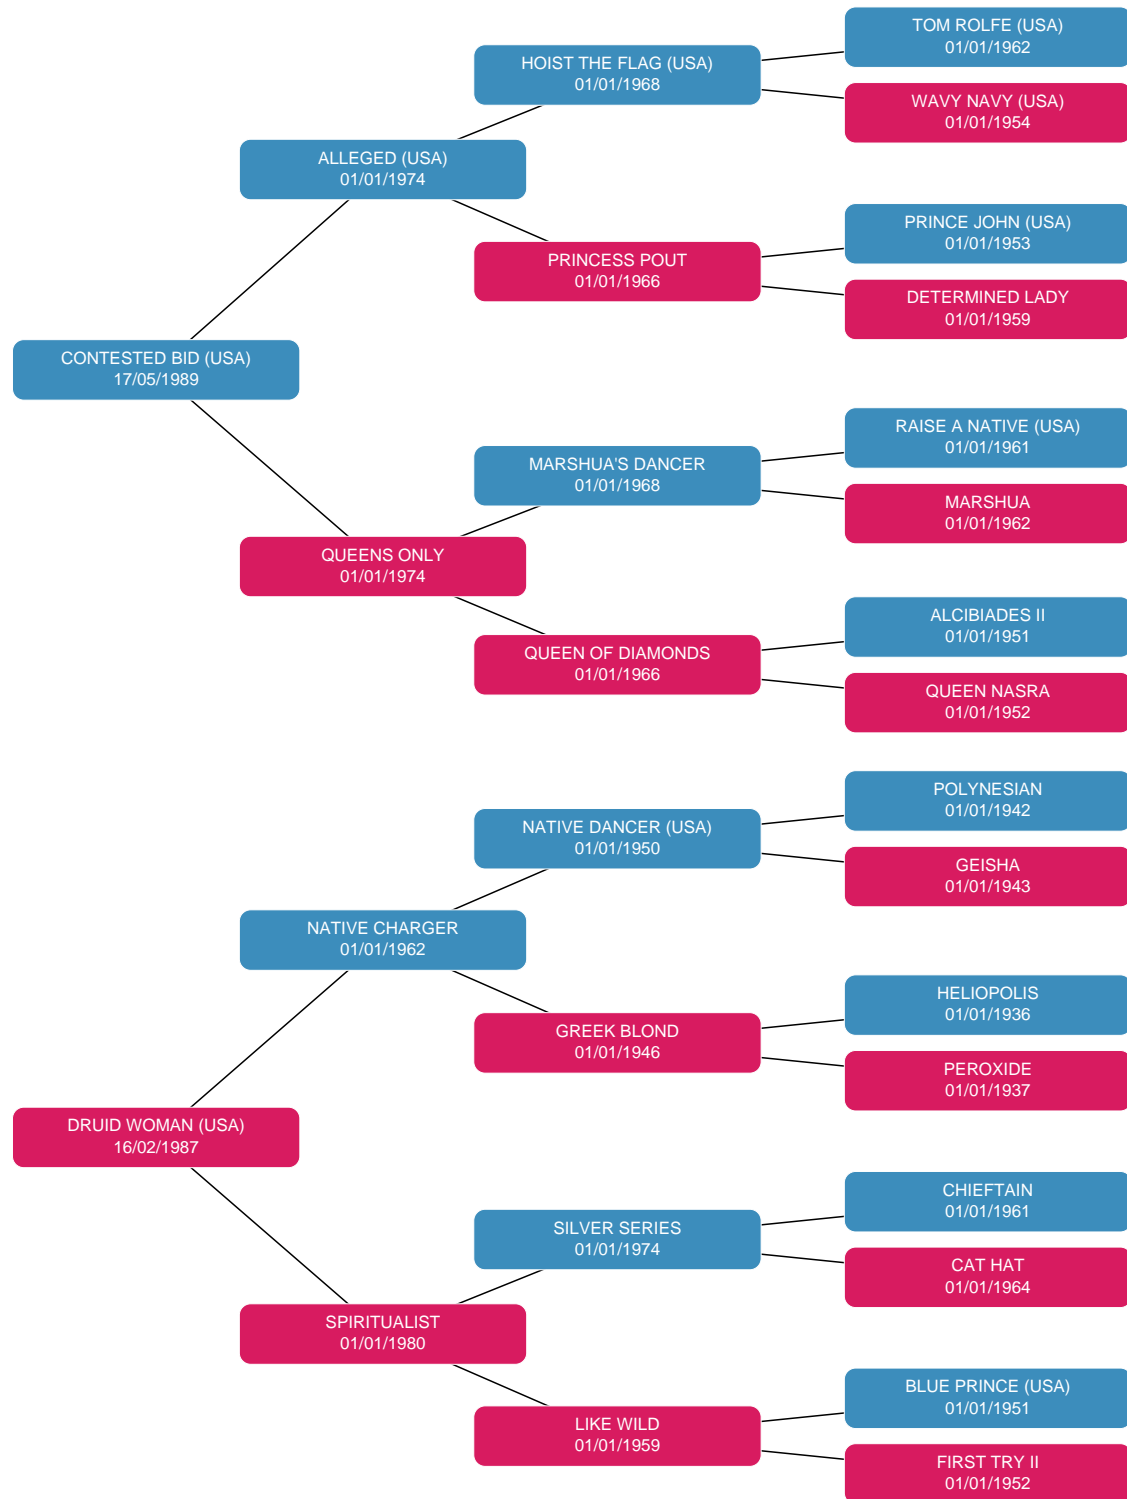 TOM ROLFE (USA)
01/01/1962
HOIST THE FLAG (USA)
01/01/1968
WAVY NAVY (USA)
01/01/1954
ALLEGED (USA)
01/01/1974
PRINCE JOHN (USA)
01/01/1953
PRINCESS POUT
01/01/1966
DETERMINED LADY
01/01/1959
CONTESTED BID (USA)
17/05/1989
RAISE A NATIVE (USA)
01/01/1961
MARSHUA'S DANCER
01/01/1968
MARSHUA
01/01/1962
QUEENS ONLY
01/01/1974
ALCIBIADES II
01/01/1951
QUEEN OF DIAMONDS
01/01/1966
QUEEN NASRA
01/01/1952
POLYNESIAN
01/01/1942
NATIVE DANCER (USA)
01/01/1950
GEISHA
01/01/1943
NATIVE CHARGER
01/01/1962
HELIOPOLIS
01/01/1936
GREEK BLOND
01/01/1946
PEROXIDE
01/01/1937
DRUID WOMAN (USA)
16/02/1987
CHIEFTAIN
01/01/1961
SILVER SERIES
01/01/1974
CAT HAT
01/01/1964
SPIRITUALIST
01/01/1980
BLUE PRINCE (USA)
01/01/1951
LIKE WILD
01/01/1959
FIRST TRY II
01/01/1952